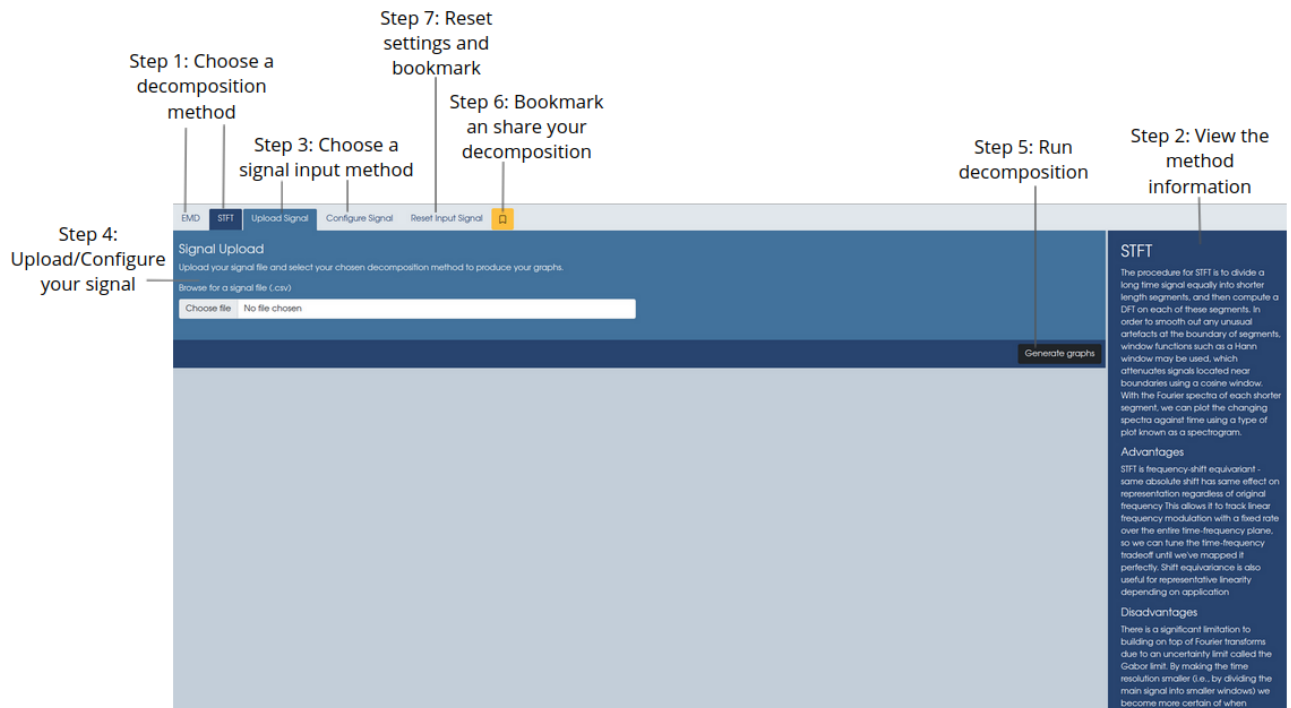 Step 7: Reset
settings and
bookmark
Step 1: Choose a
decomposition
method
Step 6: Bookmark
an share your
decomposition
Step 3: Choose a
signal input method
Step 5: Run
decomposition
Step 2: View the
method
information
EMD STFT Upload Signal Configure Signal Reset Input Signal
Step 4:
Upload/Configure
your signal
Signal Upload
Upload your signal file and select your chosen decomposition method to produce your graphs.
Browse for a signal file (.csv)
Choose file No file chosen
Generate graphs
STFT
The procedure for STFT is to divide a
long time signal equally into shorter
length segments, and then compute a
DFT on each of these segments. In
order to smooth out any unusual
artefacts at the boundary of segments,
window functions such as a Hann
window may be used, which
attenuates signals located near
boundaries using a cosine window.
With the Fourier spectra of each shorter
segment, we can plot the changing
spectra against time using a type of
plot known as a spectrogram.
Advantages
STFT is frequency-shift equivariant -
same absolute shift has same effect on
representation regardless of original
frequency This allows it to track linear
frequency modulation with a fixed rate
over the entire time-frequency plane,
so we can tune the time-frequency
tradeoff until we've mapped it
perfectly. Shift equivariance is also
useful for representative linearity
depending on application
Disadvantages
There is a significant limitation to
building on top of Fourier transforms
due to an uncertainty limit called the
Gabor limit. By making the time
resolution smaller (i.e., by dividing the
main signal into smaller windows) we
become more certain of when